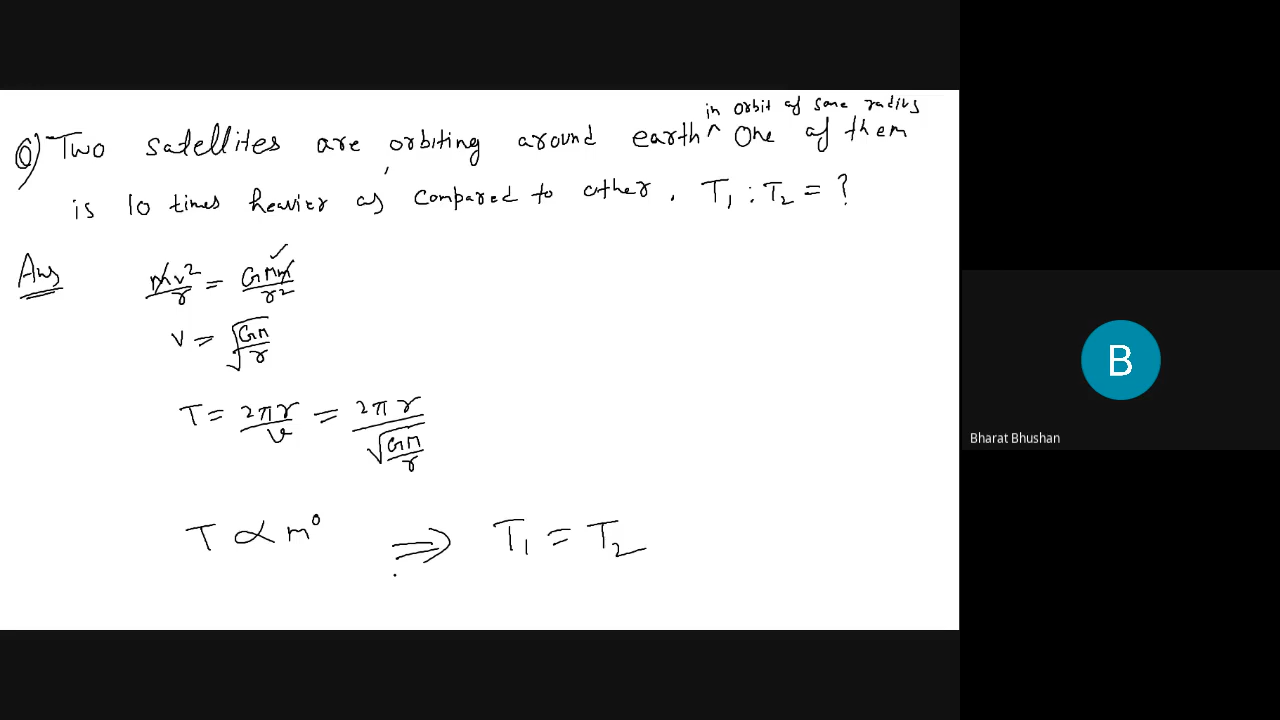 in orbit of same radius
Q) Two satellites are orbiting around earth ^ One of them
is 10 times heavier as compared to other. T₁ : T₂ = ?
Ans
mv²/r = GMm/r²
v = √(GM/r)
T = 2πr/v = 2πr/√(GM/r)
T ∝ m⁰ ⇒ T₁ = T₂
B
Bharat Bhushan